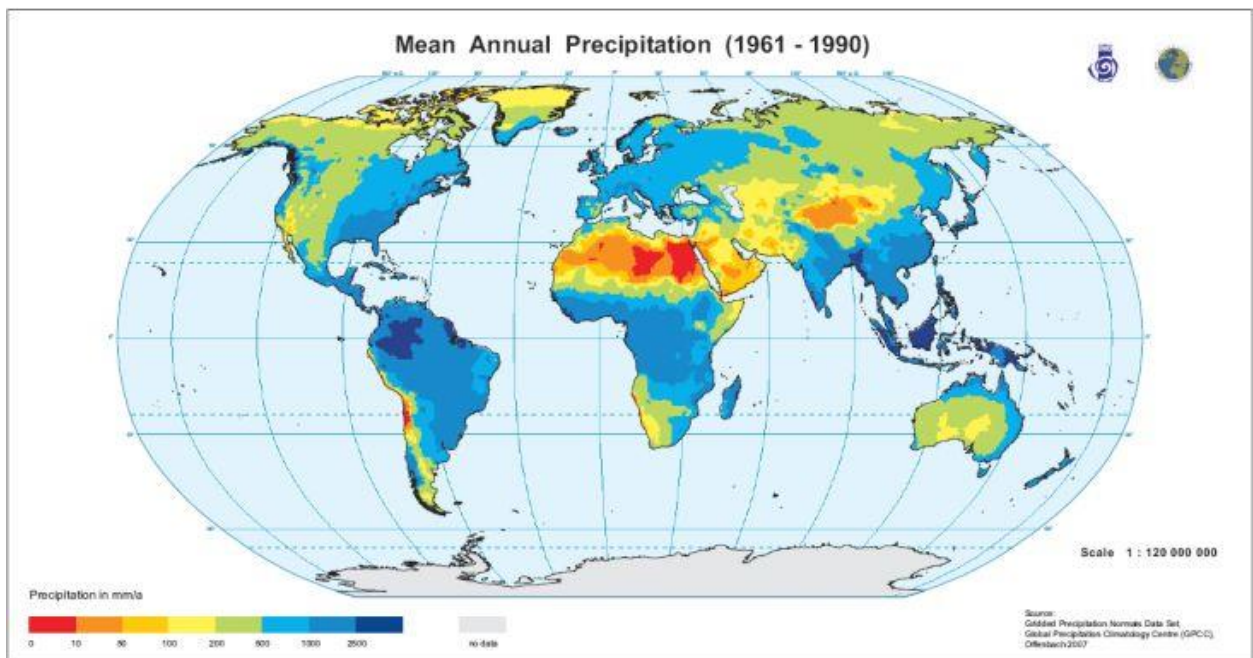 Mean Annual Precipitation (1961 - 1990)
Scale 1 : 120 000 000
Precipitation in mm/a
0 10 50 100 200 500 1000 2500 no data
Source:
Gridded Precipitation Normals Data Set,
Global Precipitation Climatology Centre (GPCC),
Offenbach 2007